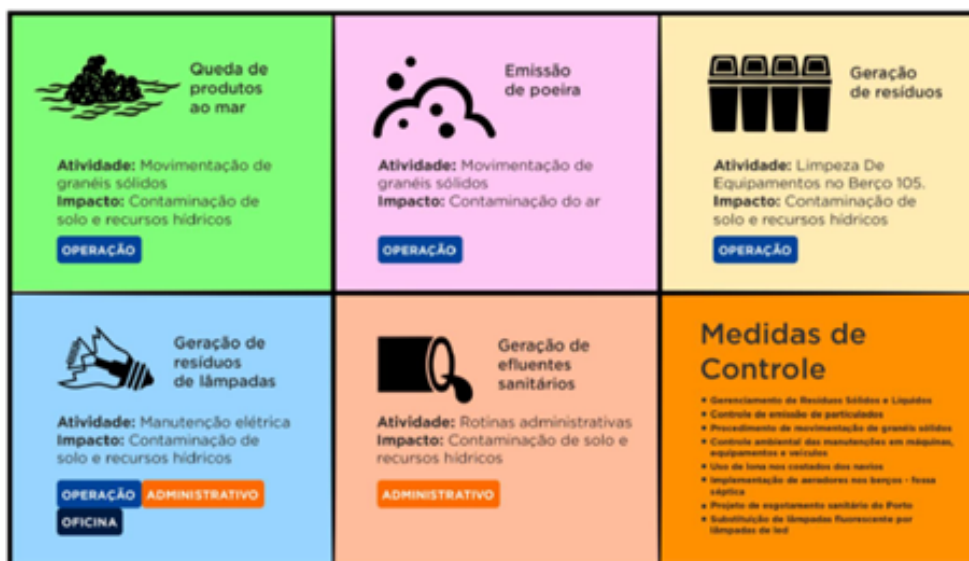 Queda de
produtos
ao mar
Atividade: Movimentação de
granéis sólidos
Impacto: Contaminação de
solo e recursos hídricos
OPERAÇÃO
Emissão
de poeira
Atividade: Movimentação de
granéis sólidos
Impacto: Contaminação do ar
OPERAÇÃO
Geração
de resíduos
Atividade: Limpeza De
Equipamentos no Berço 105.
Impacto: Contaminação de
solo e recursos hídricos
OPERAÇÃO
Geração de
resíduos
de lâmpadas
Atividade: Manutenção elétrica
Impacto: Contaminação de
solo e recursos hídricos
OPERAÇÃO ADMINISTRATIVO
OFICINA
Geração de
efluentes
sanitários
Atividade: Rotinas administrativas
Impacto: Contaminação de solo e
recursos hídricos
ADMINISTRATIVO
Medidas de
Controle
• Gerenciamento de Resíduos Sólidos e Líquidos
• Controle de emissão de particulados
• Procedimento de movimentação de granéis sólidos
• Controle ambiental das manutenções em máquinas,
equipamentos e veículos
• Uso de lona nos costados dos navios
• Implementação de aeradores nos berços - fossa
séptica
• Projeto de esgotamento sanitário do Porto
• Substituição de lâmpadas fluorescente por
lâmpadas de led